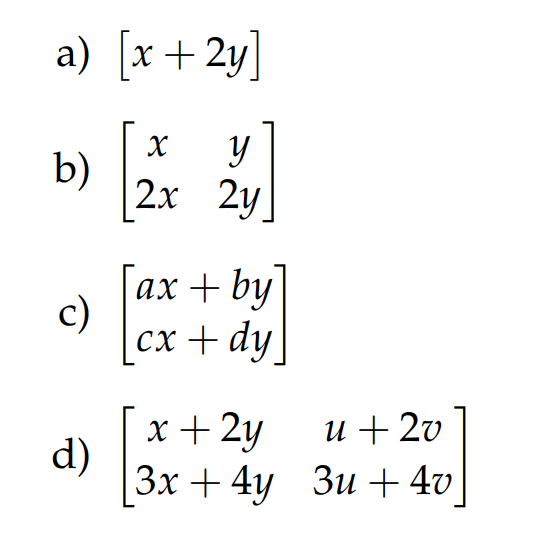 a) [x + 2y]
b) [x y
2x 2y]
c) [ax + by
cx + dy]
d) [x + 2y u + 2v
3x + 4y 3u + 4v]